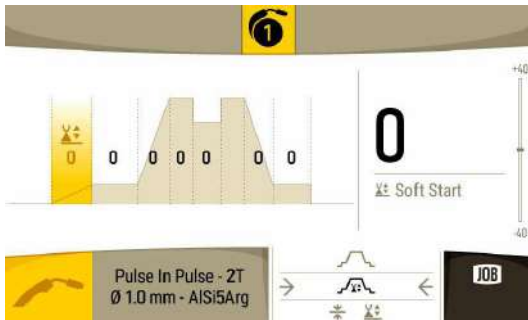 1
+40
0
0 0 0 0 0 0 0
0
Soft Start
-40
Pulse In Pulse - 2T
Ø 1.0 mm - AlSi5Arg
JOB